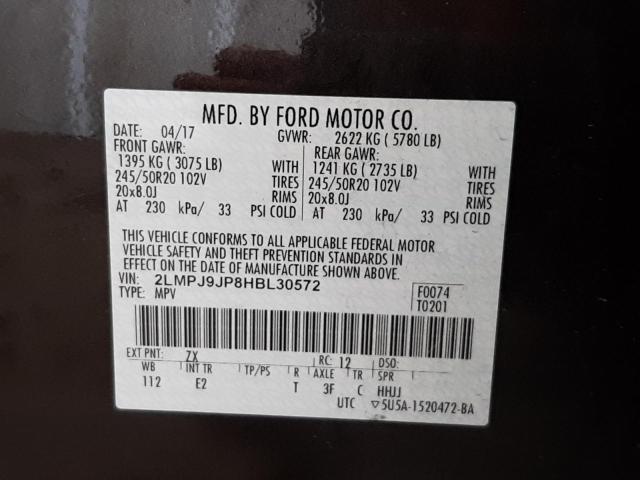 MFD. BY FORD MOTOR CO.
DATE: 04/17 GVWR: 2622 KG ( 5780 LB)
FRONT GAWR: REAR GAWR:
1395 KG ( 3075 LB) WITH 1241 KG ( 2735 LB) WITH
245/50R20 102V TIRES 245/50R20 102V TIRES
20x8.0J RIMS 20x8.0J RIMS
AT 230 kPa/ 33 PSI COLD AT 230 kPa/ 33 PSI COLD
THIS VEHICLE CONFORMS TO ALL APPLICABLE FEDERAL MOTOR
VEHICLE SAFETY AND THEFT PREVENTION STANDARDS IN
EFFECT ON THE DATE OF MANUFACTURE SHOWN ABOVE.
VIN: 2LMPJ9JP8HBL30572
TYPE: MPV
F0074
T0201
EXT PNT: ZX RC: 12 DSO:
WB INT TR TP/PS R AXLE TR SPR
112 E2 T 3F C HHJJ
UTC ▽5U5A-1520472-BA